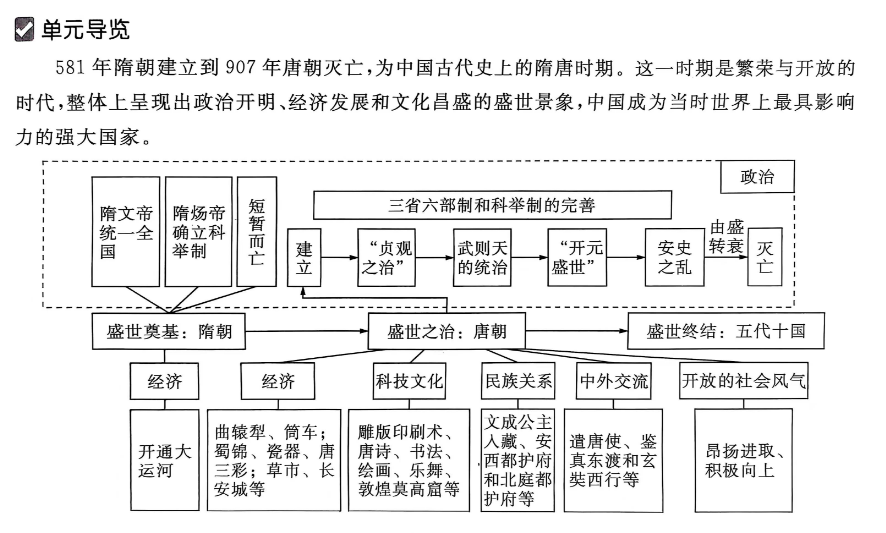 单元导览
581年隋朝建立到907年唐朝灭亡,为中国古代史上的隋唐时期。这一时期是繁荣与开放的
时代,整体上呈现出政治开明、经济发展和文化昌盛的盛世景象,中国成为当时世界上最具影响
力的强大国家。
政治
隋文帝
统一全
国
隋炀帝
确立科
举制
短
暂
而
亡
三省六部制和科举制的完善
建
立
“贞观
之治”
武则天
的统治
“开元
盛世”
安史
之乱
由盛
转衰
灭
亡
盛世奠基：隋朝
盛世之治：唐朝
盛世终结：五代十国
经济
经济
科技文化
民族关系
中外交流
开放的社会风气
开通大
运河
曲辕犁、筒车；
蜀锦、瓷器、唐
三彩；草市、长
安城等
雕版印刷术、
唐诗、书法、
绘画、乐舞、
敦煌莫高窟等
文成公主
入藏、安
西都护府
和北庭都
护府等
遣唐使、鉴
真东渡和玄
奘西行等
昂扬进取、
积极向上